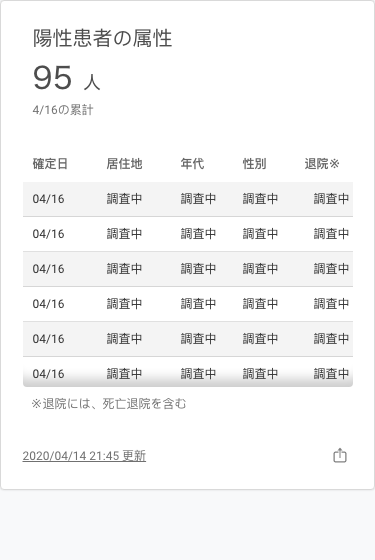 陽性患者の属性
95 人
4/16の累計
確定日 居住地 年代 性別 退院※
04/16 調査中 調査中 調査中 調査中
04/16 調査中 調査中 調査中 調査中
04/16 調査中 調査中 調査中 調査中
04/16 調査中 調査中 調査中 調査中
04/16 調査中 調査中 調査中 調査中
04/16 調査中 調査中 調査中 調査中
※退院には、死亡退院を含む
2020/04/14 21:45 更新